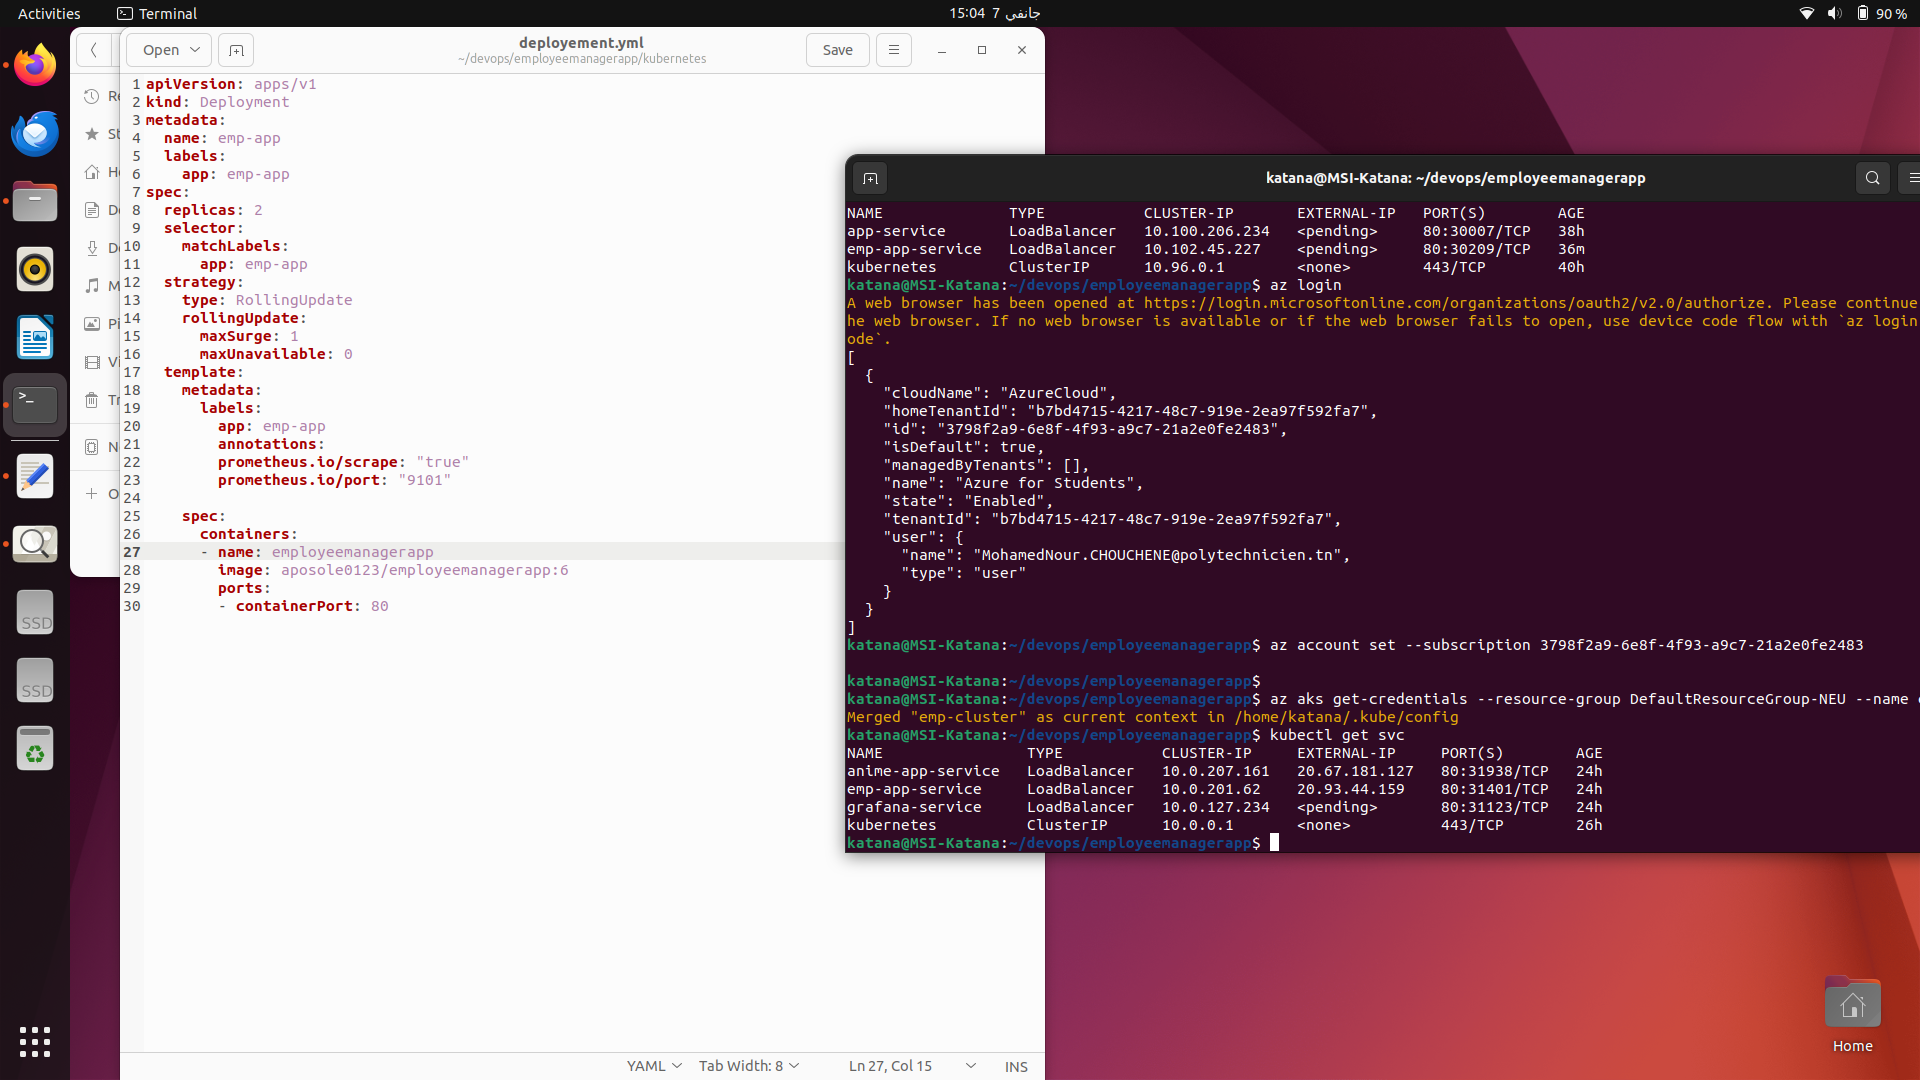 Activities
Terminal
15:04 7 جانفي
90 %
Open
deployement.yml
~/devops/employeemanagerapp/kubernetes
Save
1 apiVersion: apps/v1
2 kind: Deployment
3 metadata:
4 name: emp-app
5 labels:
6 app: emp-app
7 spec:
8 replicas: 2
9 selector:
10 matchLabels:
11 app: emp-app
12 strategy:
13 type: RollingUpdate
14 rollingUpdate:
15 maxSurge: 1
16 maxUnavailable: 0
17 template:
18 metadata:
19 labels:
20 app: emp-app
21 annotations:
22 prometheus.io/scrape: "true"
23 prometheus.io/port: "9101"
24
25 spec:
26 containers:
27 - name: employeemanagerapp
28 image: aposole0123/employeemanagerapp:6
29 ports:
30 - containerPort: 80
YAML
Tab Width: 8
Ln 27, Col 15
INS
katana@MSI-Katana: ~/devops/employeemanagerapp
NAME TYPE CLUSTER-IP EXTERNAL-IP PORT(S) AGE
app-service LoadBalancer 10.100.206.234 <pending> 80:30007/TCP 38h
emp-app-service LoadBalancer 10.102.45.227 <pending> 80:30209/TCP 36m
kubernetes ClusterIP 10.96.0.1 <none> 443/TCP 40h
katana@MSI-Katana:~/devops/employeemanagerapp$ az login
A web browser has been opened at https://login.microsoftonline.com/organizations/oauth2/v2.0/authorize. Please continue
he web browser. If no web browser is available or if the web browser fails to open, use device code flow with `az login
ode`.
[
{
"cloudName": "AzureCloud",
"homeTenantId": "b7bd4715-4217-48c7-919e-2ea97f592fa7",
"id": "3798f2a9-6e8f-4f93-a9c7-21a2e0fe2483",
"isDefault": true,
"managedByTenants": [],
"name": "Azure for Students",
"state": "Enabled",
"tenantId": "b7bd4715-4217-48c7-919e-2ea97f592fa7",
"user": {
"name": "MohamedNour.CHOUCHENE@polytechnicien.tn",
"type": "user"
}
}
]
katana@MSI-Katana:~/devops/employeemanagerapp$ az account set --subscription 3798f2a9-6e8f-4f93-a9c7-21a2e0fe2483
katana@MSI-Katana:~/devops/employeemanagerapp$
katana@MSI-Katana:~/devops/employeemanagerapp$ az aks get-credentials --resource-group DefaultResourceGroup-NEU --name
Merged "emp-cluster" as current context in /home/katana/.kube/config
katana@MSI-Katana:~/devops/employeemanagerapp$ kubectl get svc
NAME TYPE CLUSTER-IP EXTERNAL-IP PORT(S) AGE
anime-app-service LoadBalancer 10.0.207.161 20.67.181.127 80:31938/TCP 24h
emp-app-service LoadBalancer 10.0.201.62 20.93.44.159 80:31401/TCP 24h
grafana-service LoadBalancer 10.0.127.234 <pending> 80:31123/TCP 24h
kubernetes ClusterIP 10.0.0.1 <none> 443/TCP 26h
katana@MSI-Katana:~/devops/employeemanagerapp$
SSD
SSD
Home